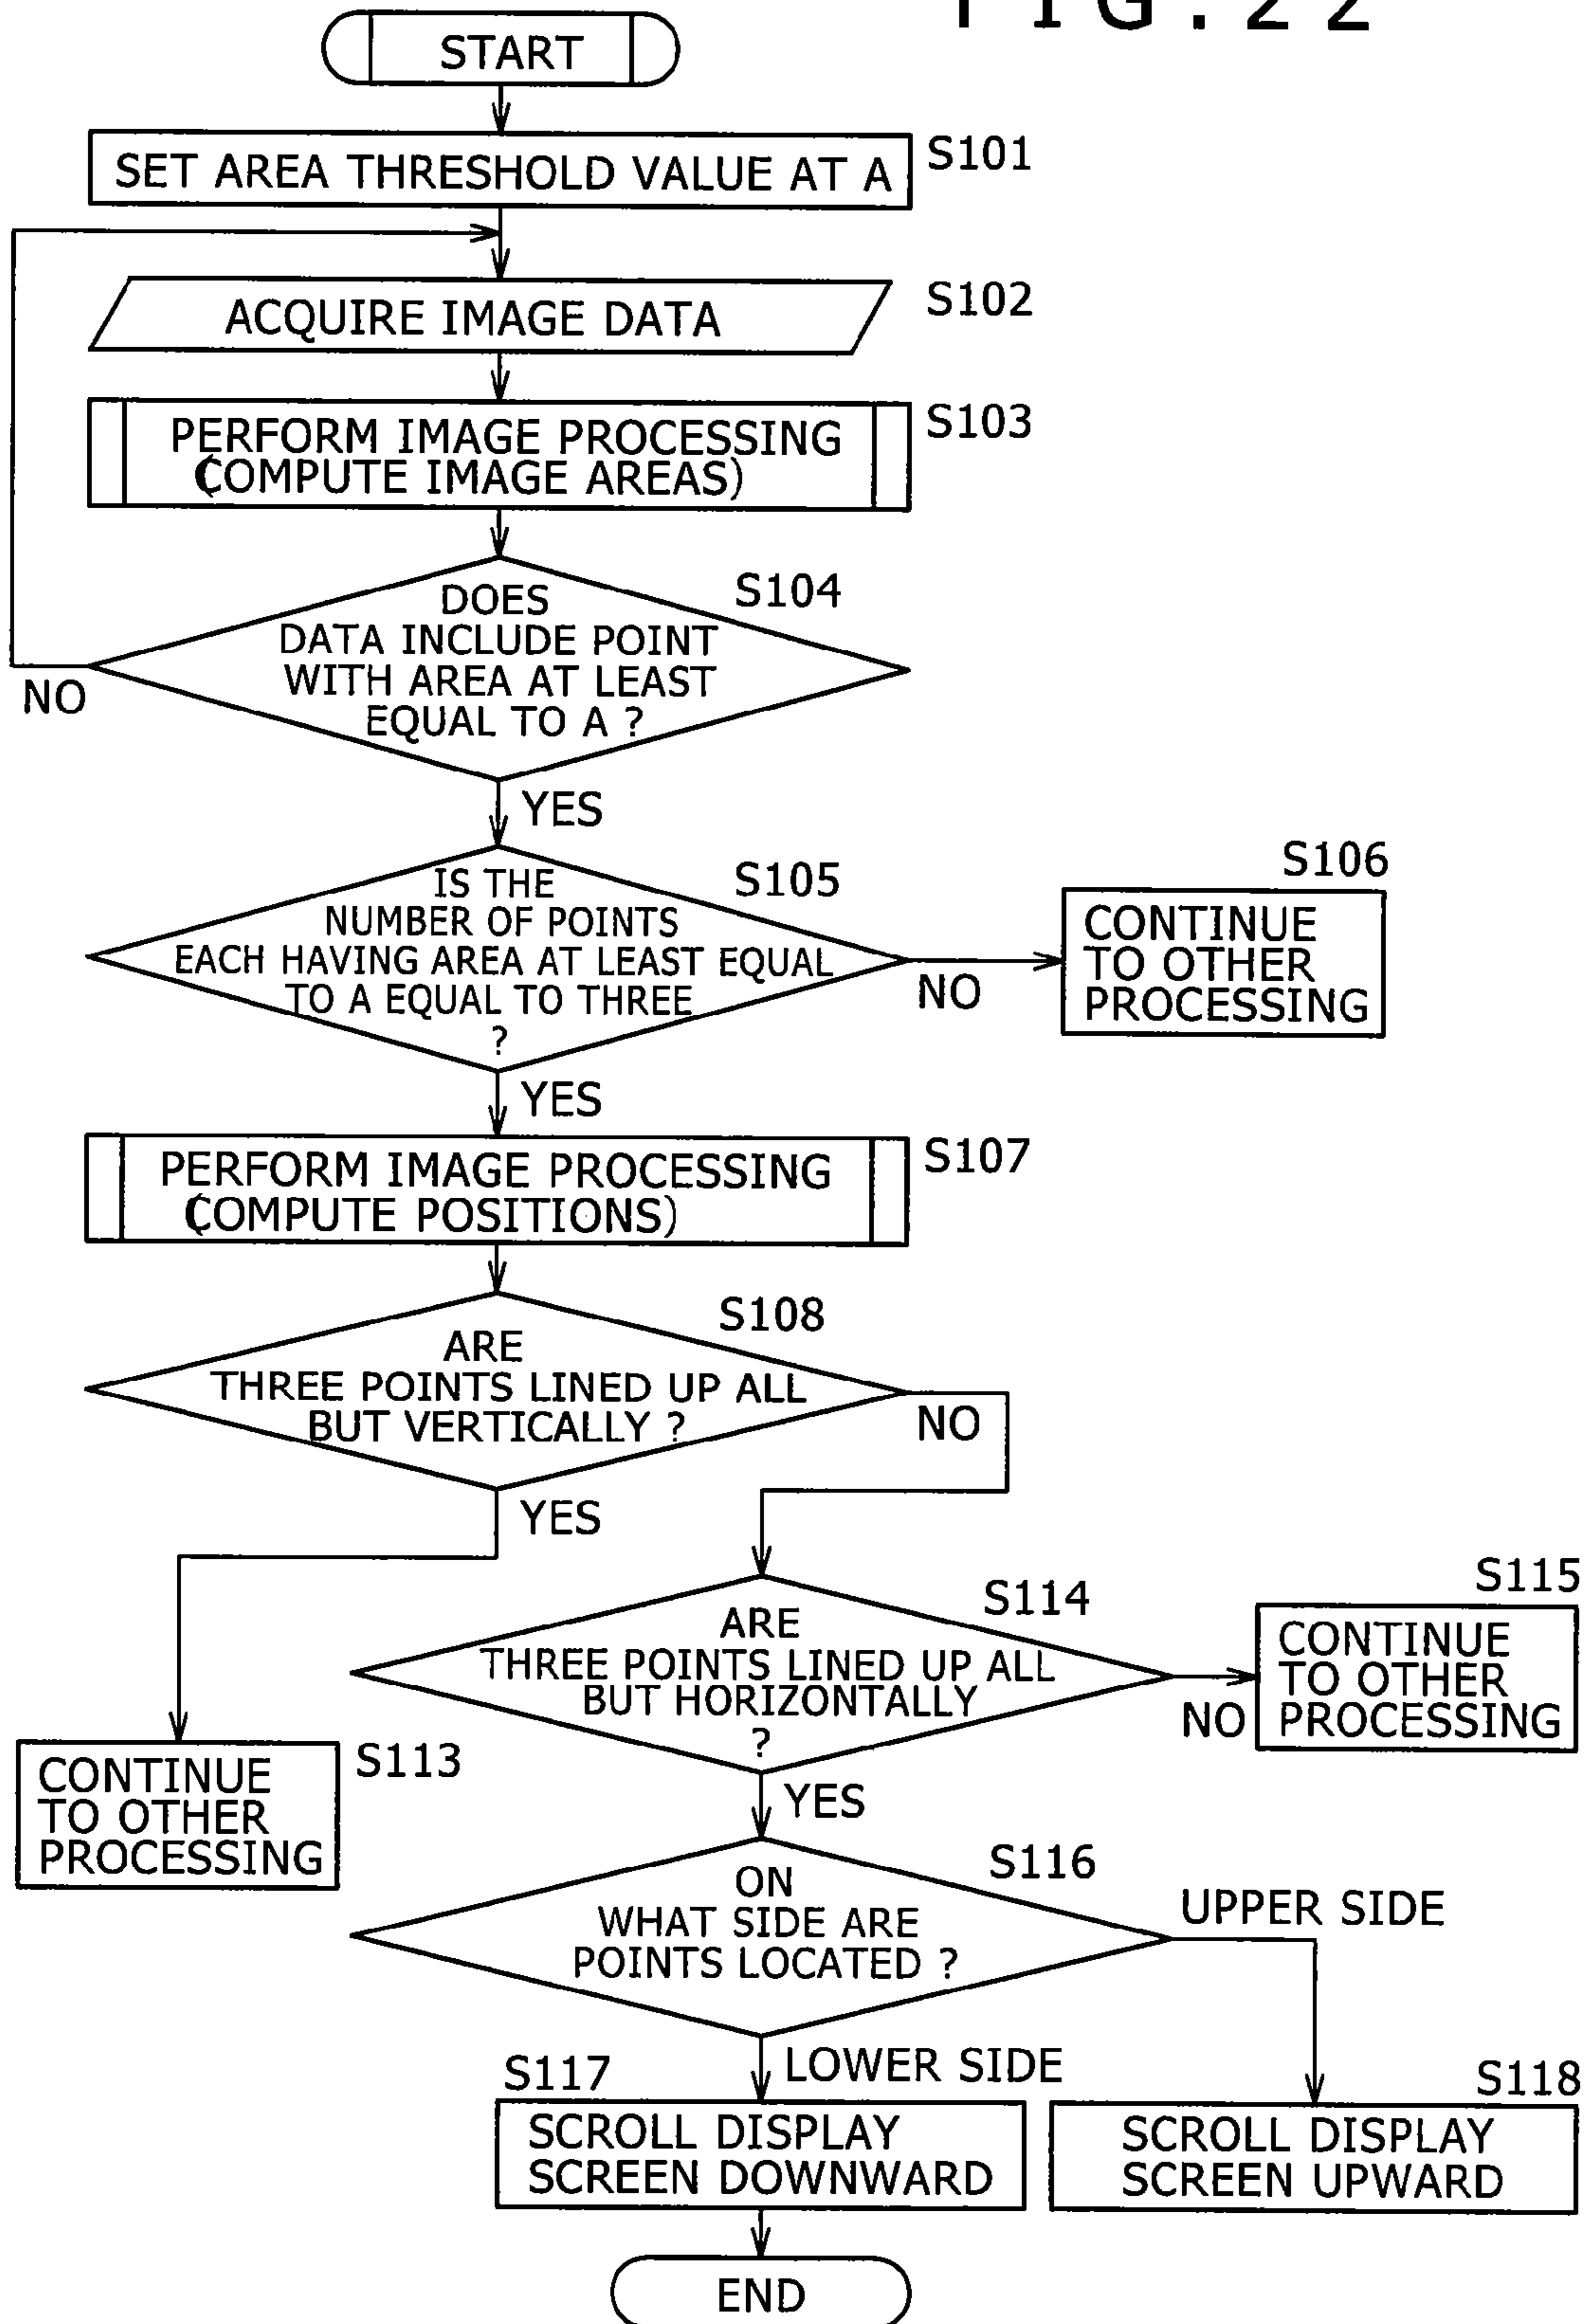 FIG.22
START
SET AREA THRESHOLD VALUE AT A
S101
ACQUIRE IMAGE DATA
S102
PERFORM IMAGE PROCESSING
(COMPUTE IMAGE AREAS)
S103
DOES
DATA INCLUDE POINT
WITH AREA AT LEAST
EQUAL TO A ?
S104
NO
YES
IS THE
NUMBER OF POINTS
EACH HAVING AREA AT LEAST EQUAL
TO A EQUAL TO THREE
?
S105
NO
S106
CONTINUE
TO OTHER
PROCESSING
YES
PERFORM IMAGE PROCESSING
(COMPUTE POSITIONS)
S107
ARE
THREE POINTS LINED UP ALL
BUT VERTICALLY ?
S108
NO
YES
ARE
THREE POINTS LINED UP ALL
BUT HORIZONTALLY
?
S114
NO
S115
CONTINUE
TO OTHER
PROCESSING
S113
CONTINUE
TO OTHER
PROCESSING
YES
ON
WHAT SIDE ARE
POINTS LOCATED ?
S116
UPPER SIDE
LOWER SIDE
S117
SCROLL DISPLAY
SCREEN DOWNWARD
S118
SCROLL DISPLAY
SCREEN UPWARD
END